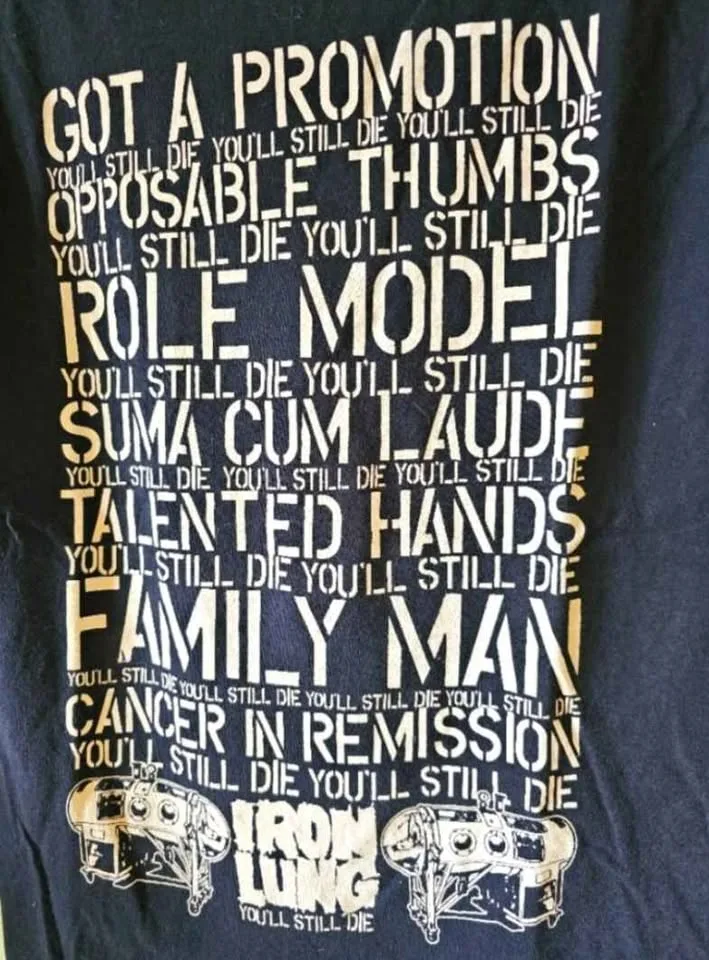 GOT A PROMOTION
YOU'LL STILL DIE YOU'LL STILL DIE YOU'LL STILL DIE
OPPOSABLE THUMBS
YOU'LL STILL DIE YOU'LL STILL DIE
ROLE MODEL
YOU'LL STILL DIE YOU'LL STILL DIE
SUMA CUM LAUDE
YOU'LL STILL DIE YOU'LL STILL DIE YOU'LL STILL DIE
TALENTED HANDS
YOU'LL STILL DIE YOU'LL STILL DIE
FAMILY MAN
YOU'LL STILL DIE YOU'LL STILL DIE YOU'LL STILL DIE YOU'LL STILL DIE
CANCER IN REMISSION
YOU'LL STILL DIE YOU'LL STILL DIE
IRON
LUNG
YOU'LL STILL DIE